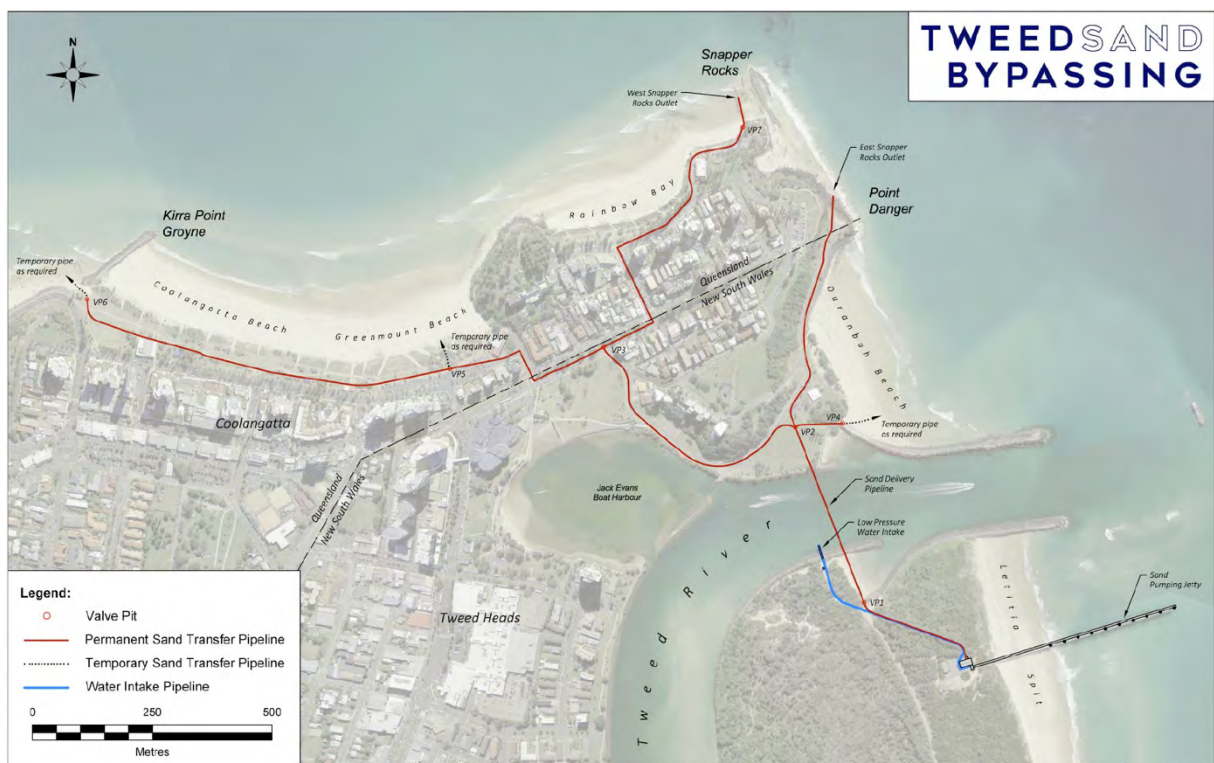 TWEEDSAND
BYPASSING
N
Snapper
Rocks
West Snapper
Rocks Outlet
VP7
East Snapper
Rocks Outlet
Point
Danger
Rainbow Bay
Kirra Point
Groyne
Temporary pipe
as required
VP6
Coolangatta Beach
Greenmount Beach
Temporary pipe
as required
VP5
VP3
Queensland
New South Wales
Duranbah Beach
VP4
VP2
Temporary pipe
as required
Coolangatta
Queensland
New South Wales
Jack Evans
Boat Harbour
Sand Delivery
Pipeline
Low Pressure
Water Intake
Tweed River
VP1
Letitia Spit
Sand
Pumping Jetty
Tweed Heads
Legend:
Valve Pit
Permanent Sand Transfer Pipeline
Temporary Sand Transfer Pipeline
Water Intake Pipeline
0 250 500
Metres